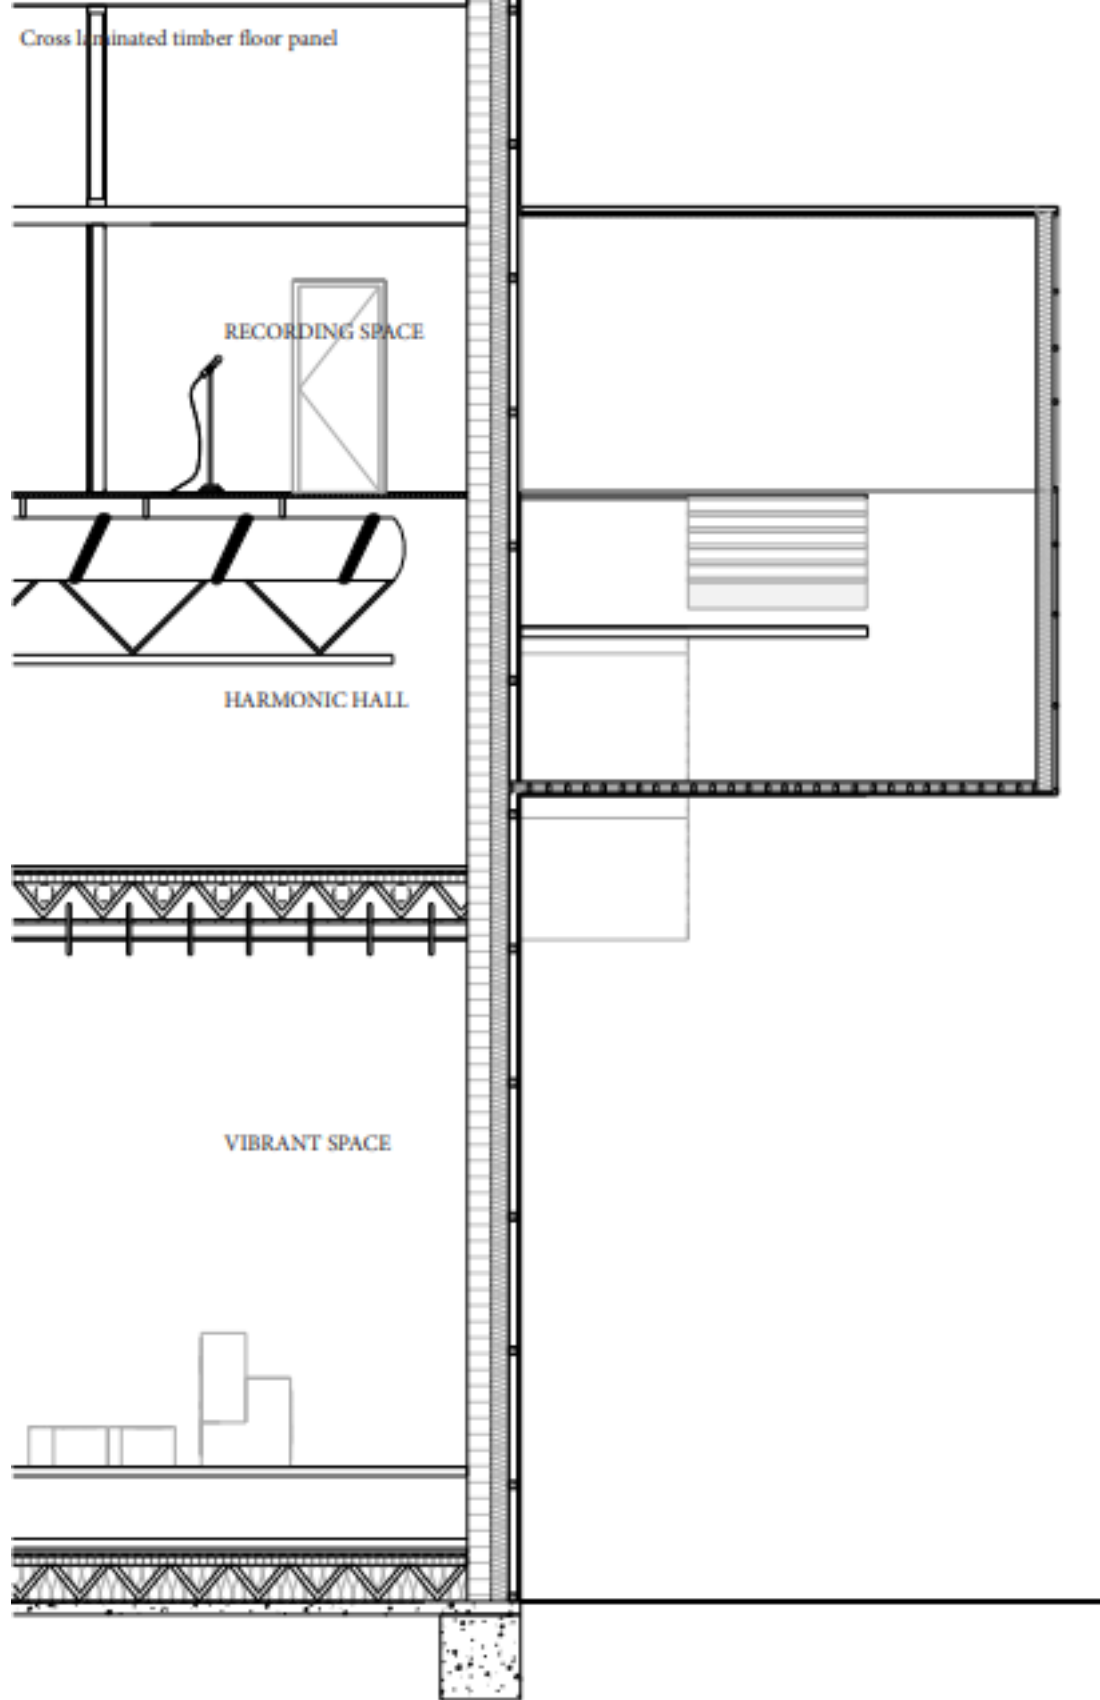 Cross laminated timber floor panel
RECORDING SPACE
HARMONIC HALL
VIBRANT SPACE